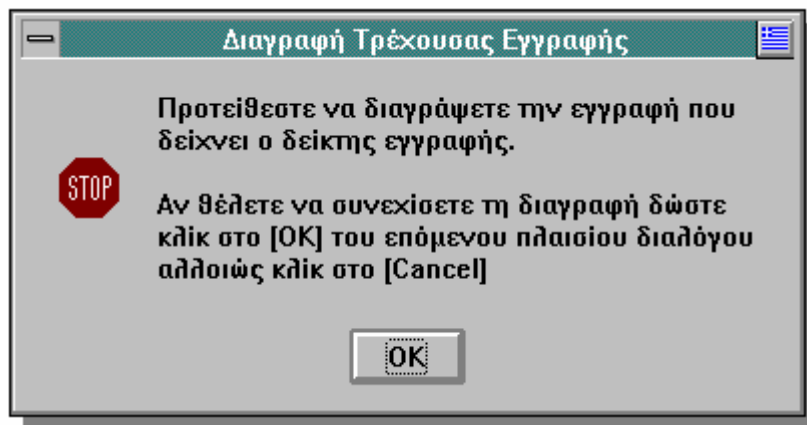 Διαγραφή Τρέχουσας Εγγραφής
Προτείθεστε να διαγράψετε την εγγραφή που
δείχνει ο δείκτης εγγραφής.
STOP
Αν θέλετε να συνεχίσετε τη διαγραφή δώστε
κλίκ στο [OK] του επόμενου πλαισίου διαλόγου
αλλοιώς κλίκ στο [Cancel]
OK